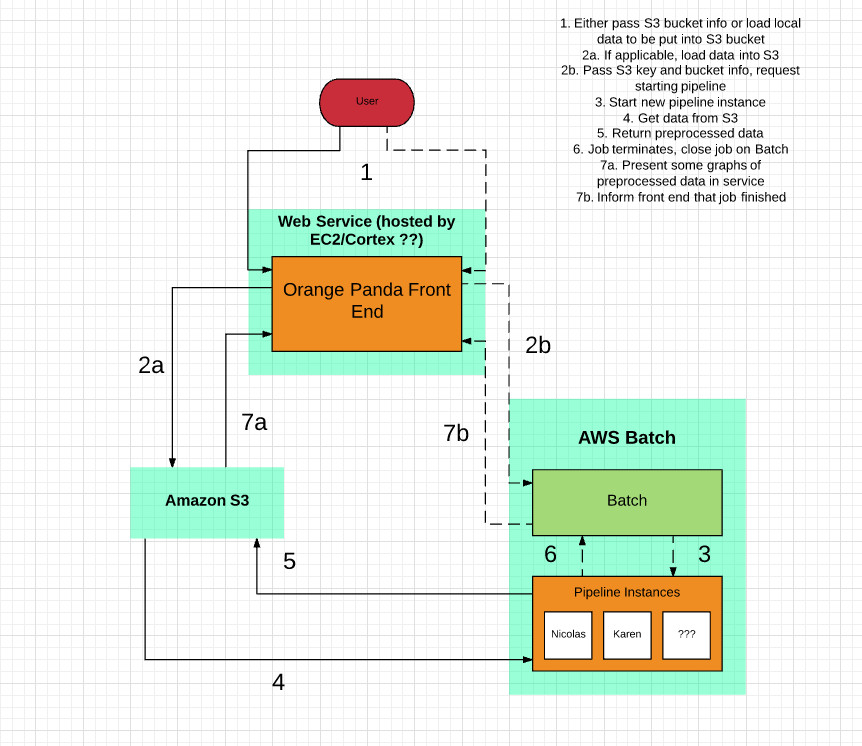 1. Either pass S3 bucket info or load local
data to be put into S3 bucket
2a. If applicable, load data into S3
2b. Pass S3 key and bucket info, request
starting pipeline
3. Start new pipeline instance
4. Get data from S3
5. Return preprocessed data
6. Job terminates, close job on Batch
7a. Present some graphs of
preprocessed data in service
7b. Inform front end that job finished
User
1
Web Service (hosted by
EC2/Cortex ??)
Orange Panda Front
End
2a
2b
7a
7b
AWS Batch
Amazon S3
Batch
5
6
3
Pipeline Instances
Nicolas
Karen
???
4